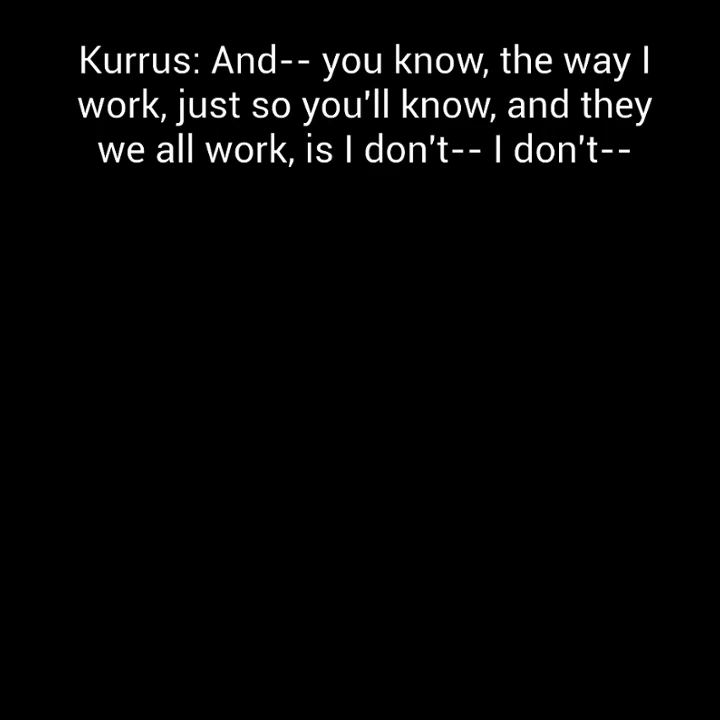 Kurrus: And-- you know, the way I
work, just so you'll know, and they
we all work, is I don't-- I don't--